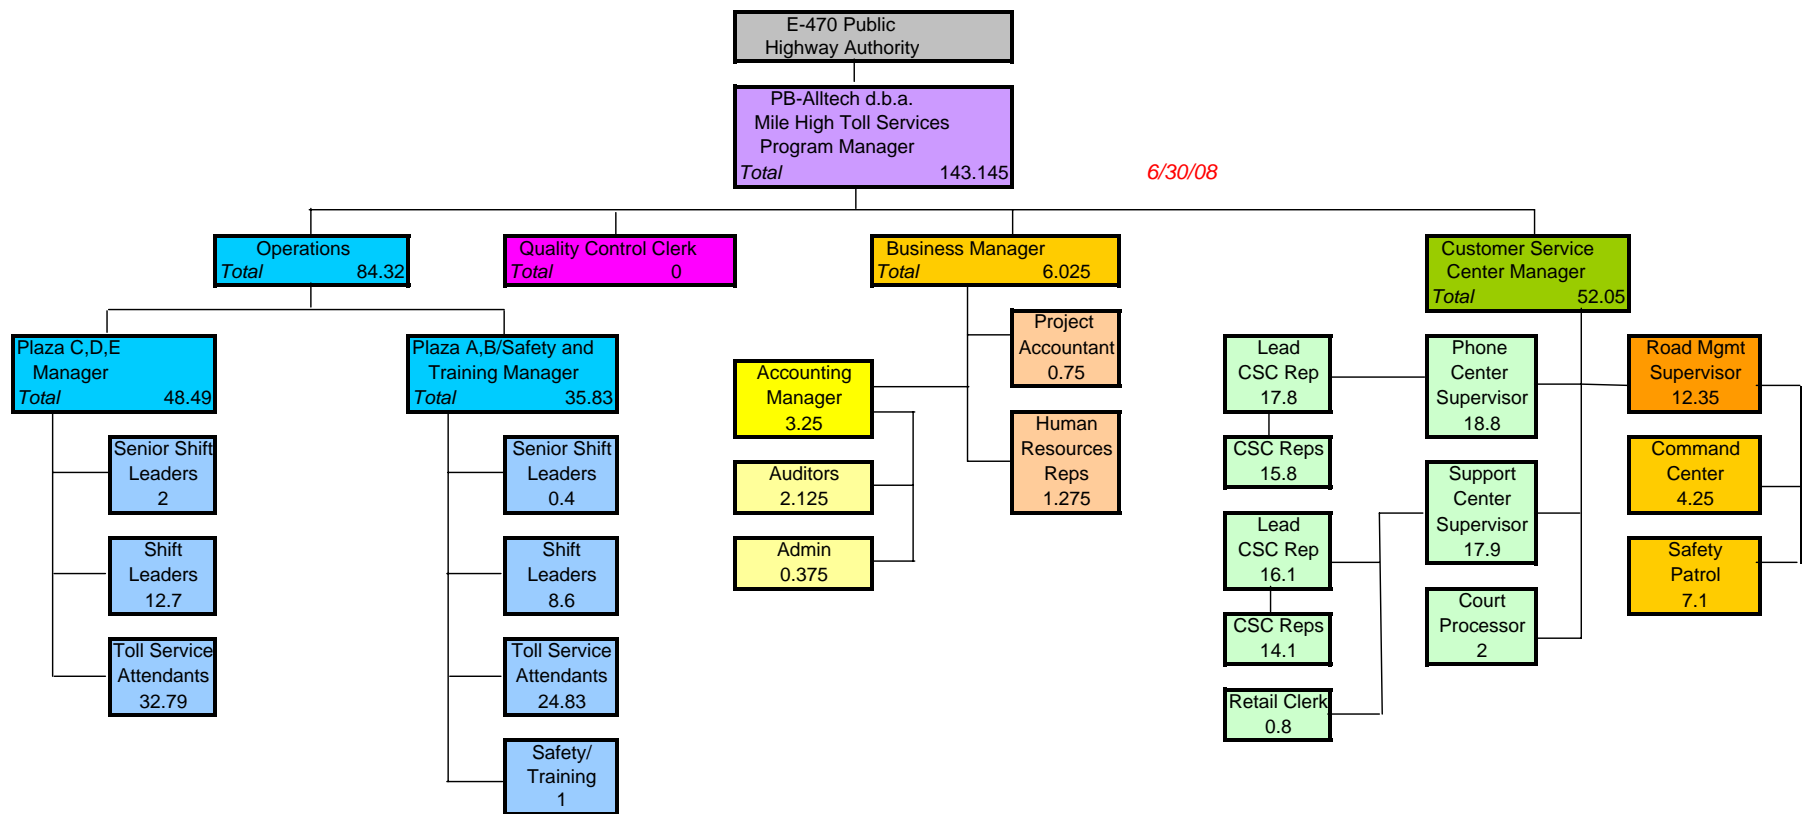 E-470 Public
Highway Authority
PB-Alltech d.b.a.
Mile High Toll Services
Program Manager
Total 143.145
6/30/08
Operations
Total 84.32
Quality Control Clerk
Total 0
Business Manager
Total 6.025
Customer Service
Center Manager
Total 52.05
Plaza C,D,E
Manager
Total 48.49
Senior Shift
Leaders
2
Shift
Leaders
12.7
Toll Service
Attendants
32.79
Plaza A,B/Safety and
Training Manager
Total 35.83
Senior Shift
Leaders
0.4
Shift
Leaders
8.6
Toll Service
Attendants
24.83
Safety/
Training
1
Accounting
Manager
3.25
Auditors
2.125
Admin
0.375
Project
Accountant
0.75
Human
Resources
Reps
1.275
Lead
CSC Rep
17.8
CSC Reps
15.8
Lead
CSC Rep
16.1
CSC Reps
14.1
Retail Clerk
0.8
Phone
Center
Supervisor
18.8
Support
Center
Supervisor
17.9
Court
Processor
2
Road Mgmt
Supervisor
12.35
Command
Center
4.25
Safety
Patrol
7.1